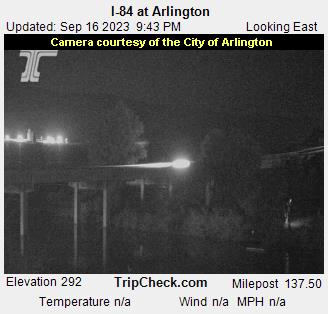 I-84 at Arlington
Updated: Sep 16 2023 9:43 PM Looking East
Camera courtesy of the City of Arlington
Elevation 292 TripCheck.com Milepost 137.50
Temperature n/a Wind n/a MPH n/a